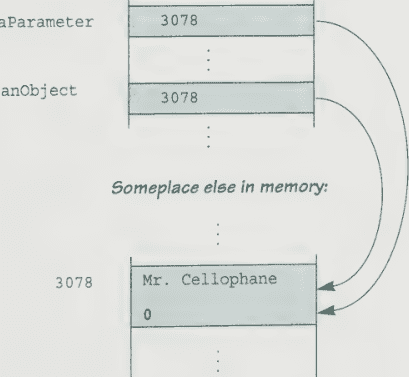 aParameter 3078
anObject 3078
Someplace else in memory:
3078 Mr. Cellophane
0